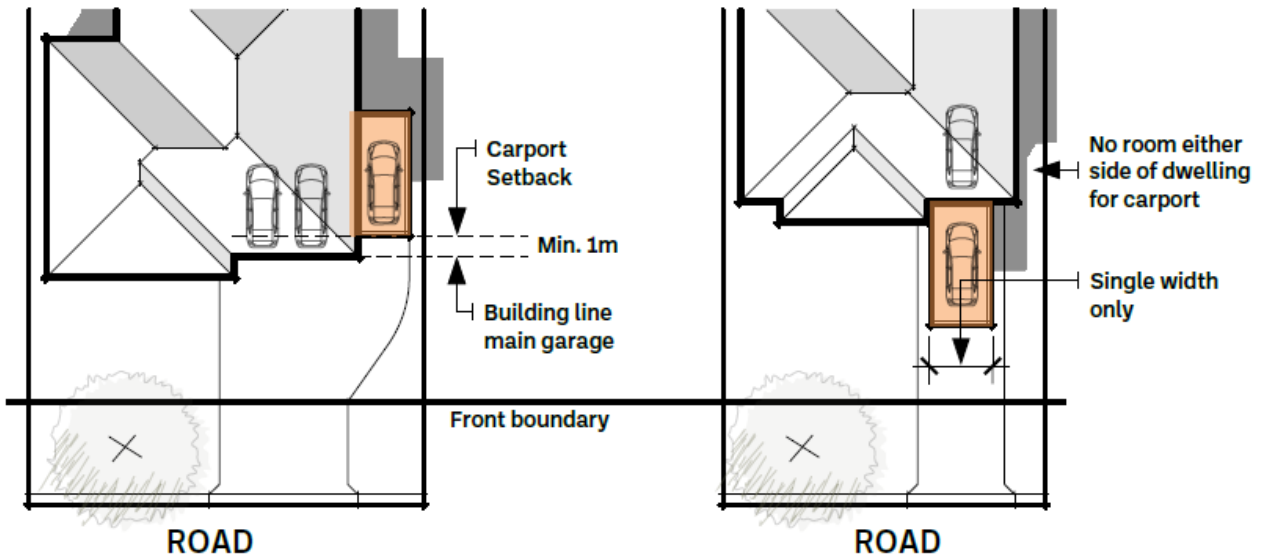 Carport
Setback
Min. 1m
Building line
main garage
Front boundary
ROAD
No room either
side of dwelling
for carport
Single width
only
ROAD